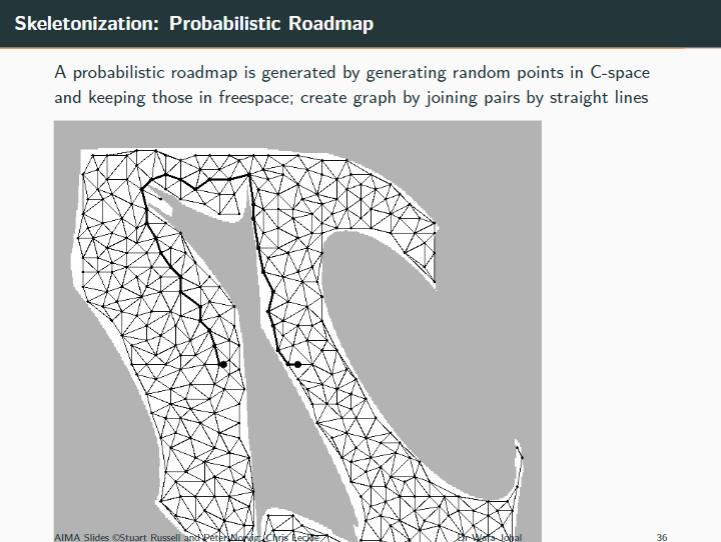 Skeletonization: Probabilistic Roadmap
A probabilistic roadmap is generated by generating random points in C-space
and keeping those in freespace; create graph by joining pairs by straight lines
AIMA Slides ©Stuart Russell and Peter Norvig, Chris Leckie
Dr Wafa Johal
36